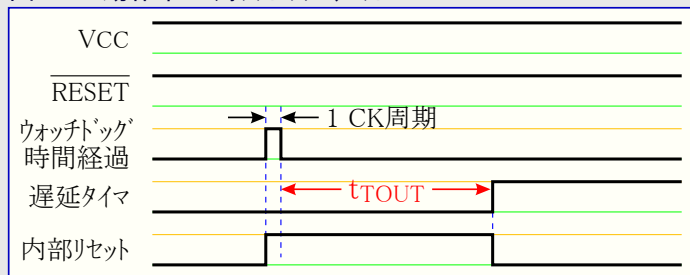 VCC
RESET
1 CK周期
ウォッチドッグ
時間経過
遅延タイマ
tTOUT
内部リセット